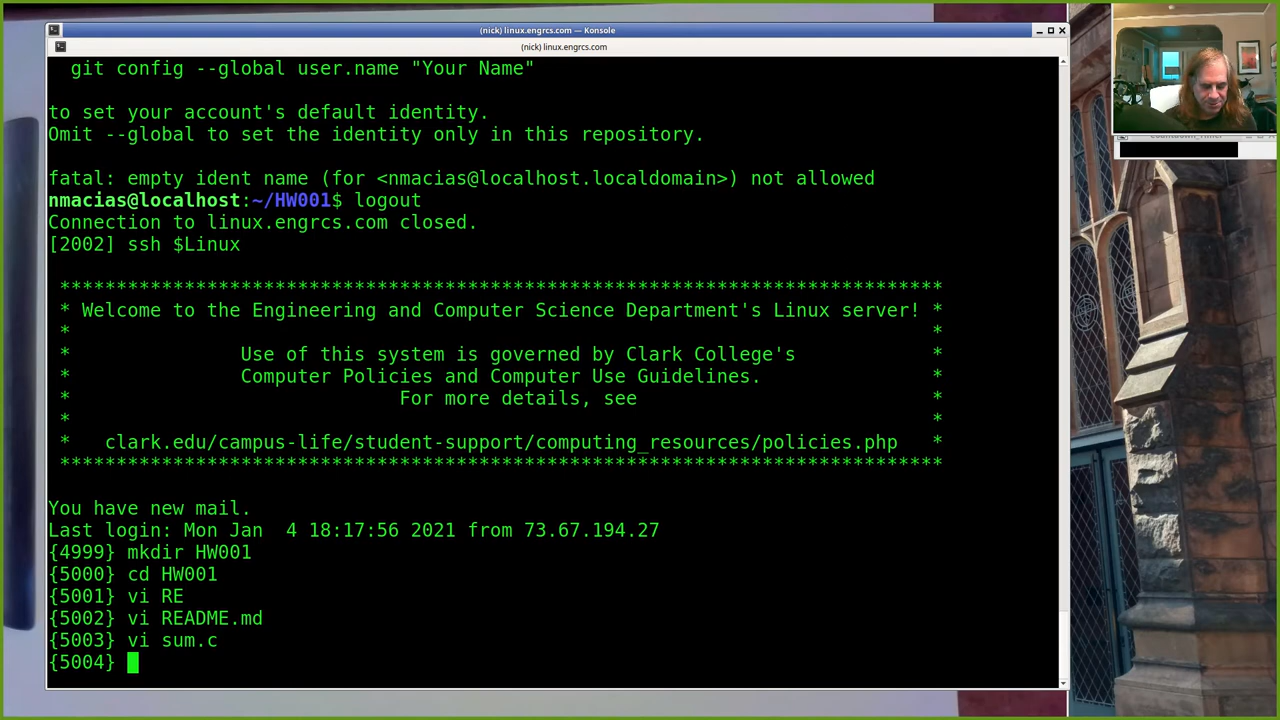 (nick) linux.engrcs.com — Konsole
(nick) linux.engrcs.com
git config --global user.name "Your Name"
to set your account's default identity.
Omit --global to set the identity only in this repository.
fatal: empty ident name (for <nmacias@localhost.localdomain>) not allowed
nmacias@localhost:~/HW001$ logout
Connection to linux.engrcs.com closed.
[2002] ssh $Linux
********************************************************************************
* Welcome to the Engineering and Computer Science Department's Linux server! *
* *
* Use of this system is governed by Clark College's *
* Computer Policies and Computer Use Guidelines. *
* For more details, see *
* *
* clark.edu/campus-life/student-support/computing_resources/policies.php *
********************************************************************************
You have new mail.
Last login: Mon Jan  4 18:17:56 2021 from 73.67.194.27
{4999} mkdir HW001
{5000} cd HW001
{5001} vi RE
{5002} vi README.md
{5003} vi sum.c
{5004}